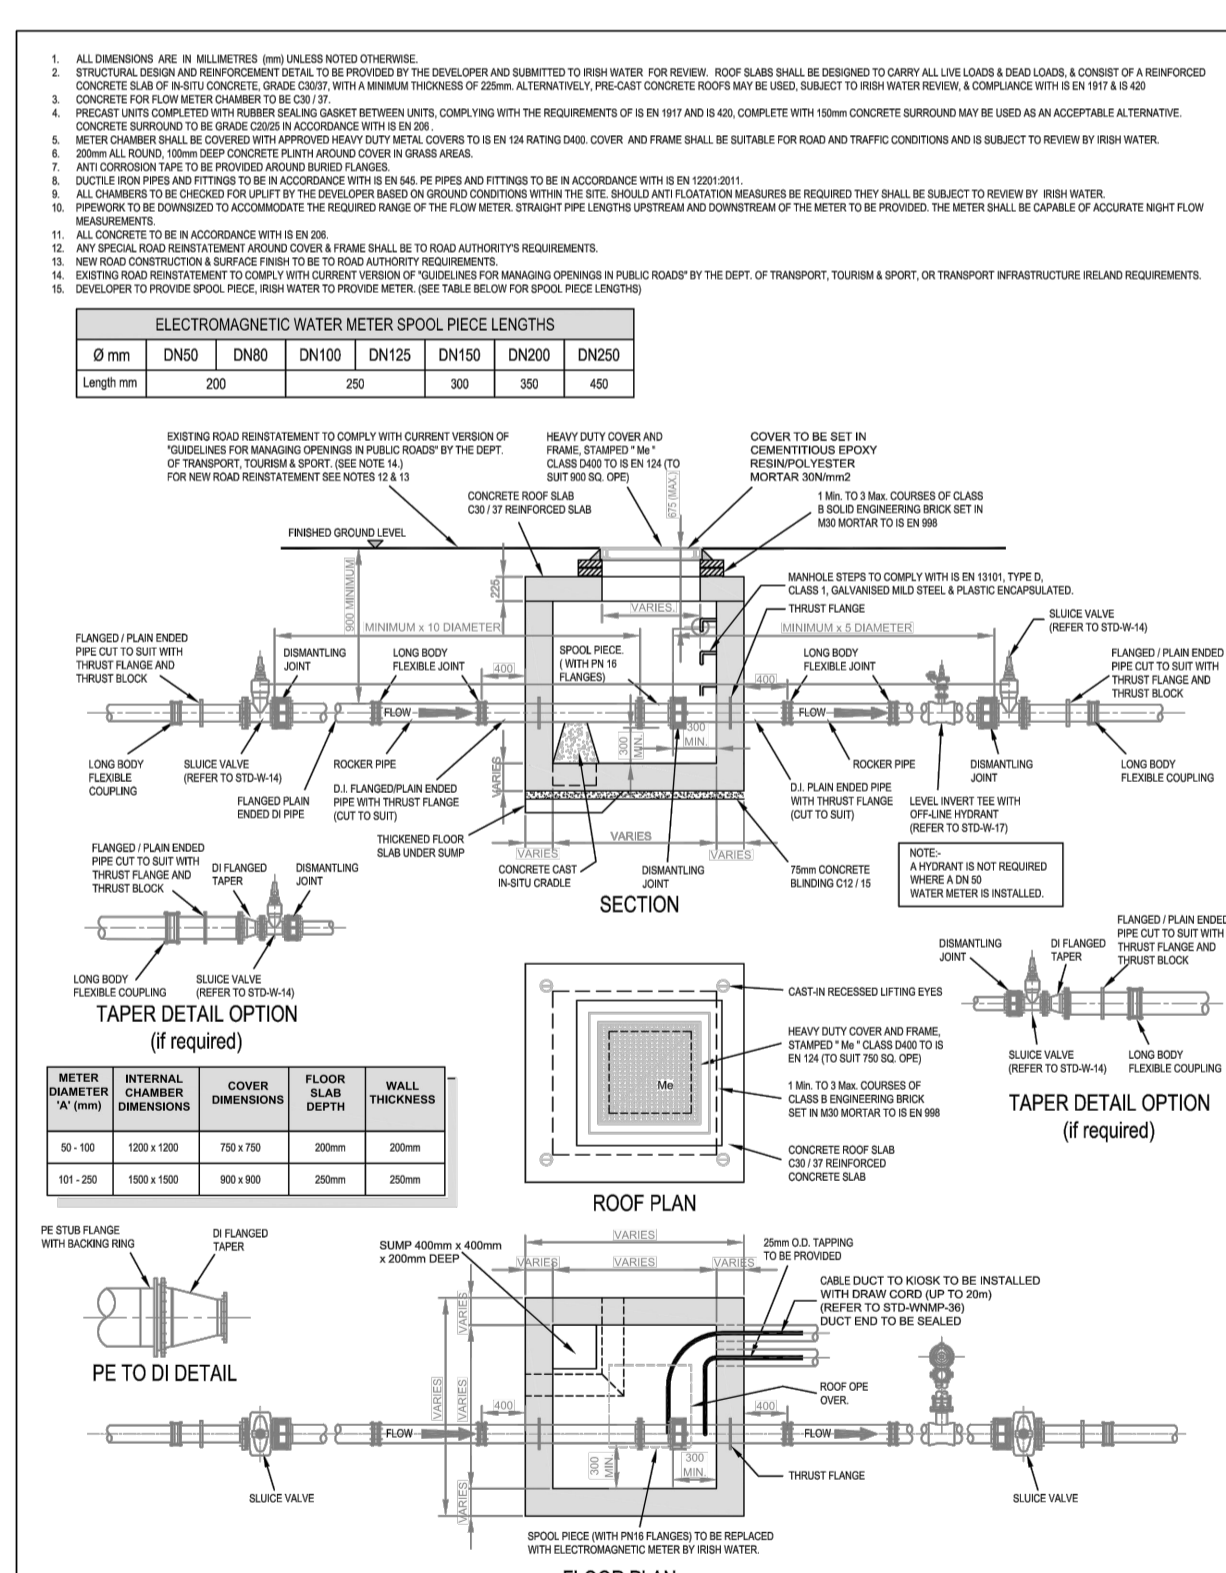 1. ALL DIMENSIONS ARE IN MILLIMETRES (mm) UNLESS NOTED OTHERWISE.
2. STRUCTURAL DESIGN AND REINFORCEMENT DETAIL TO BE PROVIDED BY THE DEVELOPER AND SUBMITTED TO IRISH WATER FOR REVIEW. ROOF SLABS SHALL BE DESIGNED TO CARRY ALL LIVE LOADS & DEAD LOADS, & CONSIST OF A REINFORCED
CONCRETE SLAB OF IN-SITU CONCRETE, GRADE C30/37, WITH A MINIMUM THICKNESS OF 225mm. ALTERNATIVELY, PRE-CAST CONCRETE ROOFS MAY BE USED, SUBJECT TO IRISH WATER REVIEW, & COMPLIANCE WITH IS EN 1917 & IS 420
3. CONCRETE FOR FLOW METER CHAMBER TO BE C30 / 37.
4. PRECAST UNITS COMPLETED WITH RUBBER SEALING GASKET BETWEEN UNITS, COMPLYING WITH THE REQUIREMENTS OF IS EN 1917 AND IS 420, COMPLETE WITH 150mm CONCRETE SURROUND MAY BE USED AS AN ACCEPTABLE ALTERNATIVE.
CONCRETE SURROUND TO BE GRADE C20/25 IN ACCORDANCE WITH IS EN 206 .
5. METER CHAMBER SHALL BE COVERED WITH APPROVED HEAVY DUTY METAL COVERS TO IS EN 124 RATING D400. COVER AND FRAME SHALL BE SUITABLE FOR ROAD AND TRAFFIC CONDITIONS AND IS SUBJECT TO REVIEW BY IRISH WATER.
6. 200mm ALL ROUND, 100mm DEEP CONCRETE PLINTH AROUND COVER IN GRASS AREAS.
7. ANTI CORROSION TAPE TO BE PROVIDED AROUND BURIED FLANGES.
8. DUCTILE IRON PIPES AND FITTINGS TO BE IN ACCORDANCE WITH IS EN 545. PE PIPES AND FITTINGS TO BE IN ACCORDANCE WITH IS EN 12201:2011.
9. ALL CHAMBERS TO BE CHECKED FOR UPLIFT BY THE DEVELOPER BASED ON GROUND CONDITIONS WITHIN THE SITE. SHOULD ANTI FLOATATION MEASURES BE REQUIRED THEY SHALL BE SUBJECT TO REVIEW BY IRISH WATER.
10. PIPEWORK TO BE DOWNSIZED TO ACCOMMODATE THE REQUIRED RANGE OF THE FLOW METER. STRAIGHT PIPE LENGTHS UPSTREAM AND DOWNSTREAM OF THE METER TO BE PROVIDED. THE METER SHALL BE CAPABLE OF ACCURATE NIGHT FLOW
MEASUREMENTS.
11. ALL CONCRETE TO BE IN ACCORDANCE WITH IS EN 206.
12. ANY SPECIAL ROAD REINSTATEMENT AROUND COVER & FRAME SHALL BE TO ROAD AUTHORITY'S REQUIREMENTS.
13. NEW ROAD CONSTRUCTION & SURFACE FINISH TO BE TO ROAD AUTHORITY REQUIREMENTS.
14. EXISTING ROAD REINSTATEMENT TO COMPLY WITH CURRENT VERSION OF "GUIDELINES FOR MANAGING OPENINGS IN PUBLIC ROADS" BY THE DEPT. OF TRANSPORT, TOURISM & SPORT, OR TRANSPORT INFRASTRUCTURE IRELAND REQUIREMENTS.
15. DEVELOPER TO PROVIDE SPOOL PIECE, IRISH WATER TO PROVIDE METER. (SEE TABLE BELOW FOR SPOOL PIECE LENGTHS)
ELECTROMAGNETIC WATER METER SPOOL PIECE LENGTHS
Ø mm DN50 DN80 DN100 DN125 DN150 DN200 DN250
Length mm 200 250 300 350 450
EXISTING ROAD REINSTATEMENT TO COMPLY WITH CURRENT VERSION OF
"GUIDELINES FOR MANAGING OPENINGS IN PUBLIC ROADS" BY THE DEPT.
OF TRANSPORT, TOURISM & SPORT. (SEE NOTE 14.)
FOR NEW ROAD REINSTATEMENT SEE NOTES 12 & 13
HEAVY DUTY COVER AND
FRAME, STAMPED " Me "
CLASS D400 TO IS EN 124 (TO
SUIT 900 SQ. OPE)
COVER TO BE SET IN
CEMENTITIOUS EPOXY
RESIN/POLYESTER
MORTAR 30N/mm2
675 (MAX.)
CONCRETE ROOF SLAB
C30 / 37 REINFORCED SLAB
1 Min. TO 3 Max. COURSES OF CLASS
B SOLID ENGINEERING BRICK SET IN
M30 MORTAR TO IS EN 998
FINISHED GROUND LEVEL
900 MINIMUM
225
VARIES.
MANHOLE STEPS TO COMPLY WITH IS EN 13101, TYPE D,
CLASS 1, GALVANISED MILD STEEL & PLASTIC ENCAPSULATED.
THRUST FLANGE
MINIMUM x 10 DIAMETER
MINIMUM x 5 DIAMETER
SLUICE VALVE
(REFER TO STD-W-14)
FLANGED / PLAIN ENDED
PIPE CUT TO SUIT WITH
THRUST FLANGE AND
THRUST BLOCK
DISMANTLING
JOINT
LONG BODY
FLEXIBLE JOINT
400
SPOOL PIECE.
( WITH PN 16
FLANGES)
400
LONG BODY
FLEXIBLE JOINT
FLANGED / PLAIN ENDED
PIPE CUT TO SUIT WITH
THRUST FLANGE AND
THRUST BLOCK
FLOW
FLOW
300
MIN.
300
MIN.
LONG BODY
FLEXIBLE
COUPLING
SLUICE VALVE
(REFER TO STD-W-14)
ROCKER PIPE
VARIES
ROCKER PIPE
DISMANTLING
JOINT
LONG BODY
FLEXIBLE COUPLING
FLANGED PLAIN
ENDED DI PIPE
D.I. FLANGED/PLAIN ENDED
PIPE WITH THRUST FLANGE
(CUT TO SUIT)
D.I. PLAIN ENDED PIPE
WITH THRUST FLANGE
(CUT TO SUIT)
LEVEL INVERT TEE WITH
OFF-LINE HYDRANT
(REFER TO STD-W-17)
THICKENED FLOOR
SLAB UNDER SUMP
VARIES
VARIES
VARIES
CONCRETE CAST
IN-SITU CRADLE
DISMANTLING
JOINT
75mm CONCRETE
BLINDING C12 / 15
NOTE:-
A HYDRANT IS NOT REQUIRED
WHERE A DN 50
WATER METER IS INSTALLED.
SECTION
FLANGED / PLAIN ENDED
PIPE CUT TO SUIT WITH
THRUST FLANGE AND
THRUST BLOCK
DI FLANGED
TAPER
DISMANTLING
JOINT
LONG BODY
FLEXIBLE COUPLING
SLUICE VALVE
(REFER TO STD-W-14)
TAPER DETAIL OPTION
(if required)
DISMANTLING
JOINT
DI FLANGED
TAPER
FLANGED / PLAIN ENDED
PIPE CUT TO SUIT WITH
THRUST FLANGE AND
THRUST BLOCK
SLUICE VALVE
(REFER TO STD-W-14)
LONG BODY
FLEXIBLE COUPLING
TAPER DETAIL OPTION
(if required)
CAST-IN RECESSED LIFTING EYES
HEAVY DUTY COVER AND FRAME,
STAMPED " Me " CLASS D400 TO IS
EN 124 (TO SUIT 750 SQ. OPE)
Me
1 Min. TO 3 Max. COURSES OF
CLASS B ENGINEERING BRICK
SET IN M30 MORTAR TO IS EN 998
CONCRETE ROOF SLAB
C30 / 37 REINFORCED
CONCRETE SLAB
ROOF PLAN
METER DIAMETER 'A' (mm) INTERNAL CHAMBER DIMENSIONS COVER DIMENSIONS FLOOR SLAB DEPTH WALL THICKNESS
50 - 100 1200 x 1200 750 x 750 200mm 200mm
101 - 250 1500 x 1500 900 x 900 250mm 250mm
PE STUB FLANGE
WITH BACKING RING
DI FLANGED
TAPER
PE TO DI DETAIL
SUMP 400mm x 400mm
x 200mm DEEP
VARIES
VARIES
VARIES
VARIES
25mm O.D. TAPPING
TO BE PROVIDED
CABLE DUCT TO KIOSK TO BE INSTALLED
WITH DRAW CORD (UP TO 20m)
(REFER TO STD-WNMP-36)
DUCT END TO BE SEALED
VARIES
VARIES
VARIES
VARIES
ROOF OPE
OVER.
400
400
FLOW
FLOW
300
MIN.
300
MIN.
THRUST FLANGE
SLUICE VALVE
SLUICE VALVE
SPOOL PIECE (WITH PN16 FLANGES) TO BE REPLACED
WITH ELECTROMAGNETIC METER BY IRISH WATER.
FLOOR PLAN